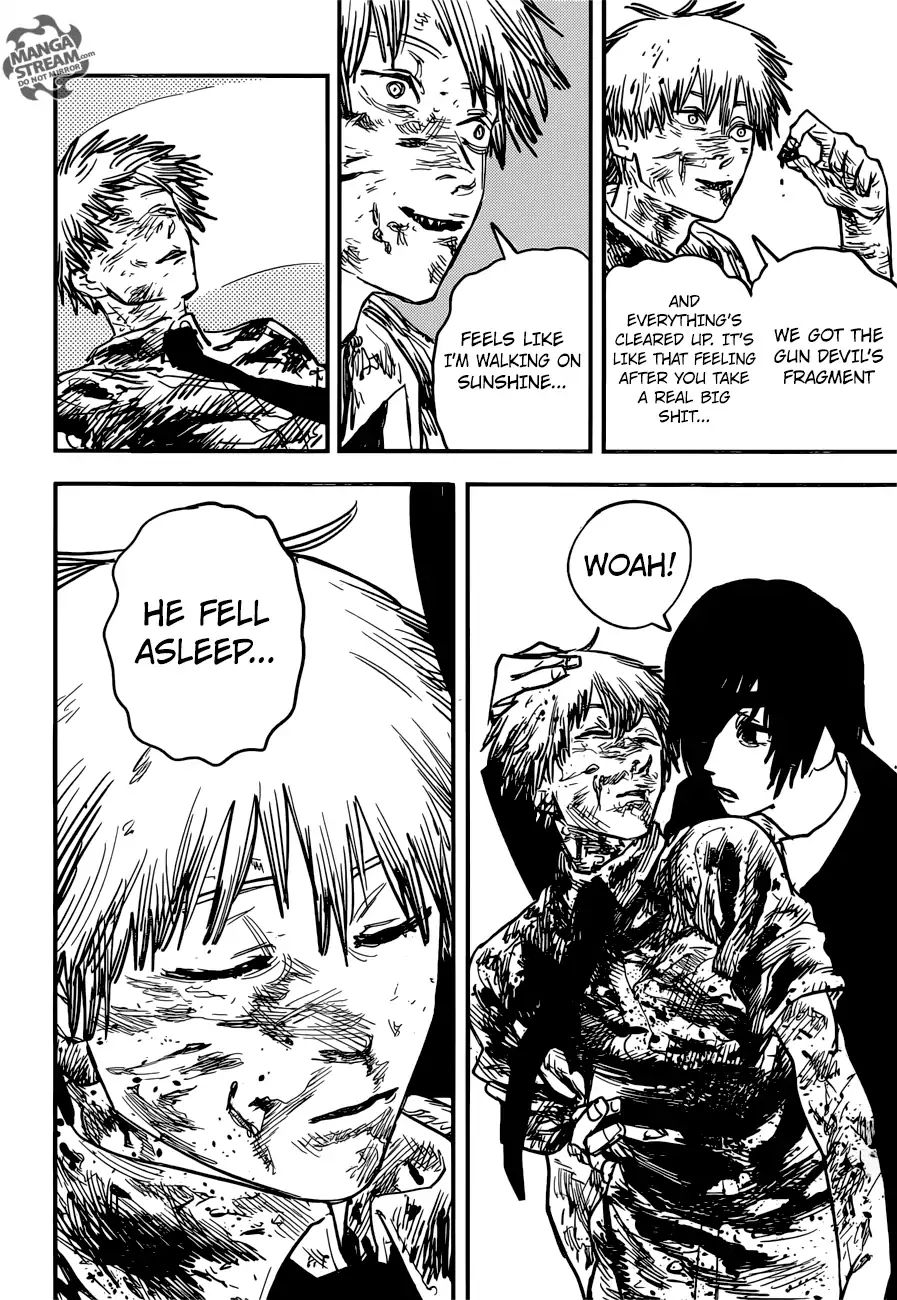 MANGA
STREAM.com
DO NOT MIRROR
WE GOT THE
GUN DEVIL'S
FRAGMENT
AND
EVERYTHING'S
CLEARED UP. IT'S
LIKE THAT FEELING
AFTER YOU TAKE
A REAL BIG
SHIT...
FEELS LIKE
I'M WALKING ON
SUNSHINE...
WOAH!
HE FELL
ASLEEP...